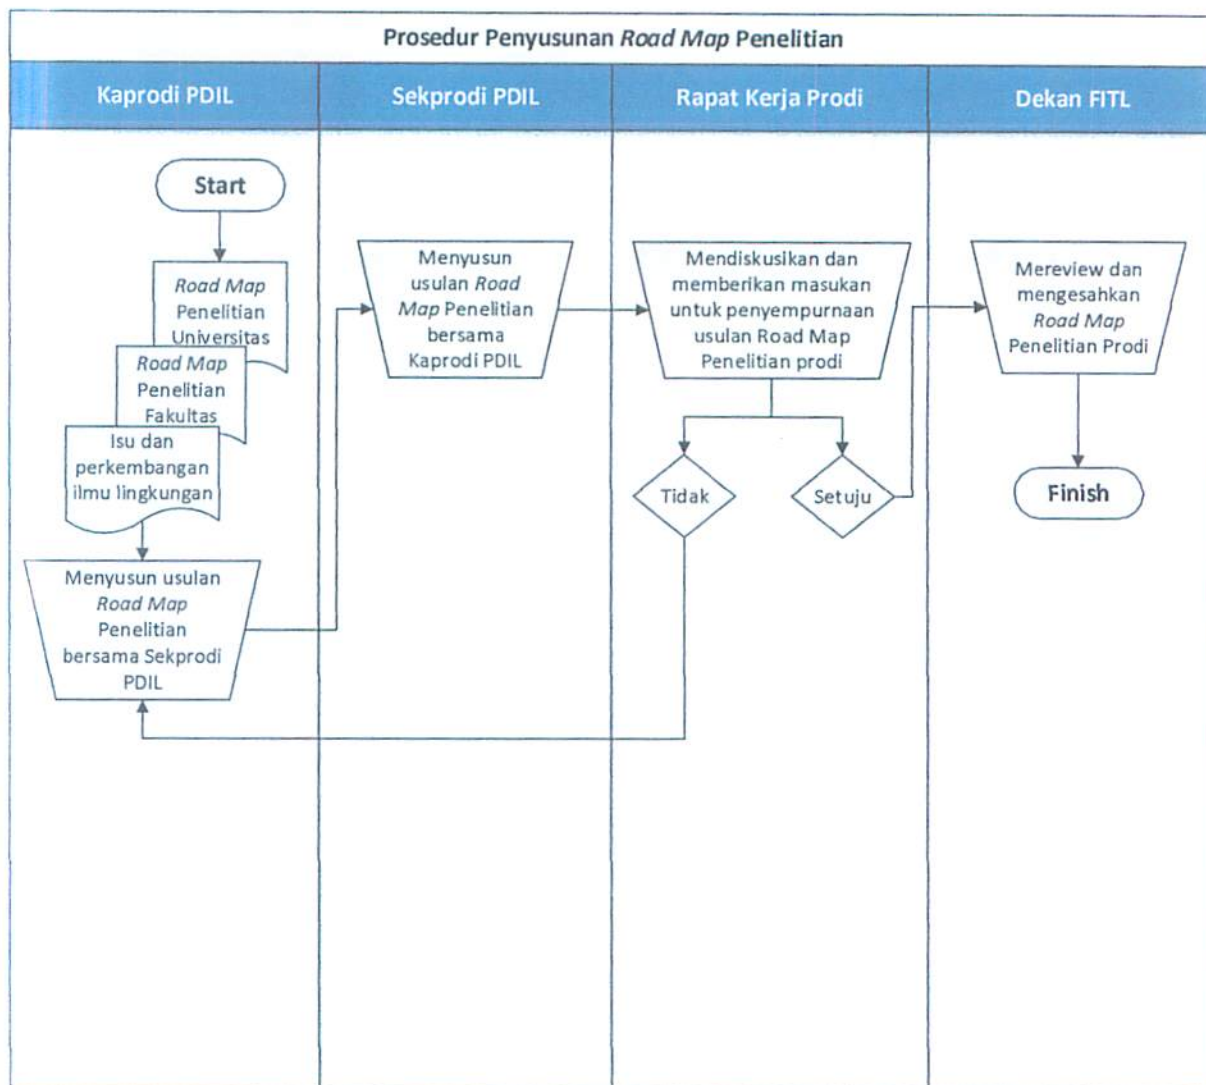 Prosedur Penyusunan Road Map Penelitian
Kaprodi PDIL
Sekprodi PDIL
Rapat Kerja Prodi
Dekan FITL
Start
Road Map
Penelitian
Universitas
Road Map
Penelitian
Fakultas
Isu dan
perkembangan
ilmu lingkungan
Menyusun usulan
Road Map
Penelitian
bersama Sekprodi
PDIL
Menyusun
usulan Road
Map Penelitian
bersama
Kaprodi PDIL
Mendiskusikan dan
memberikan masukan
untuk penyempurnaan
usulan Road Map
Penelitian prodi
Tidak
Setuju
Mereview dan
mengesahkan
Road Map
Penelitian Prodi
Finish